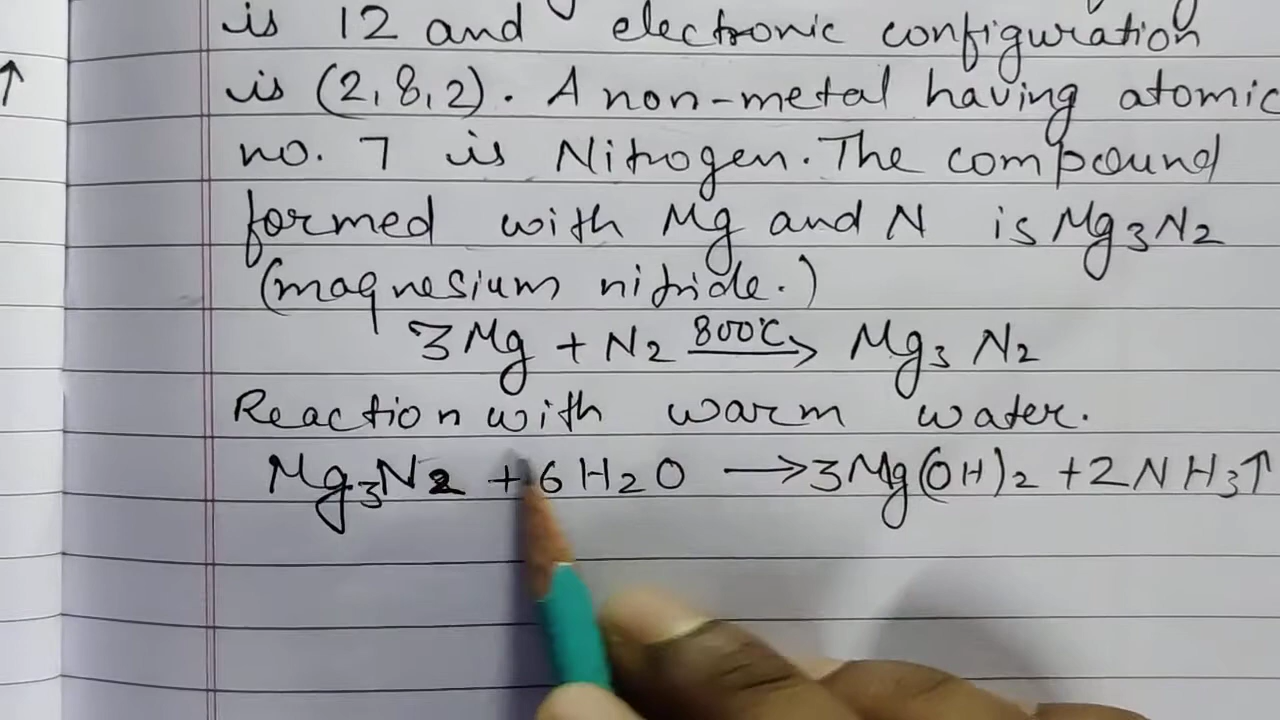 is 12 and electronic configuration
↑
is (2,8,2). A non-metal having atomic
no. 7 is Nitrogen. The compound
formed with Mg and N is Mg₃N₂
(magnesium nitride.)
3Mg + N₂ 800°C→ Mg₃ N₂
Reaction with warm water.
Mg₃N₂ + 6H₂O → 3Mg(OH)₂ + 2NH₃↑